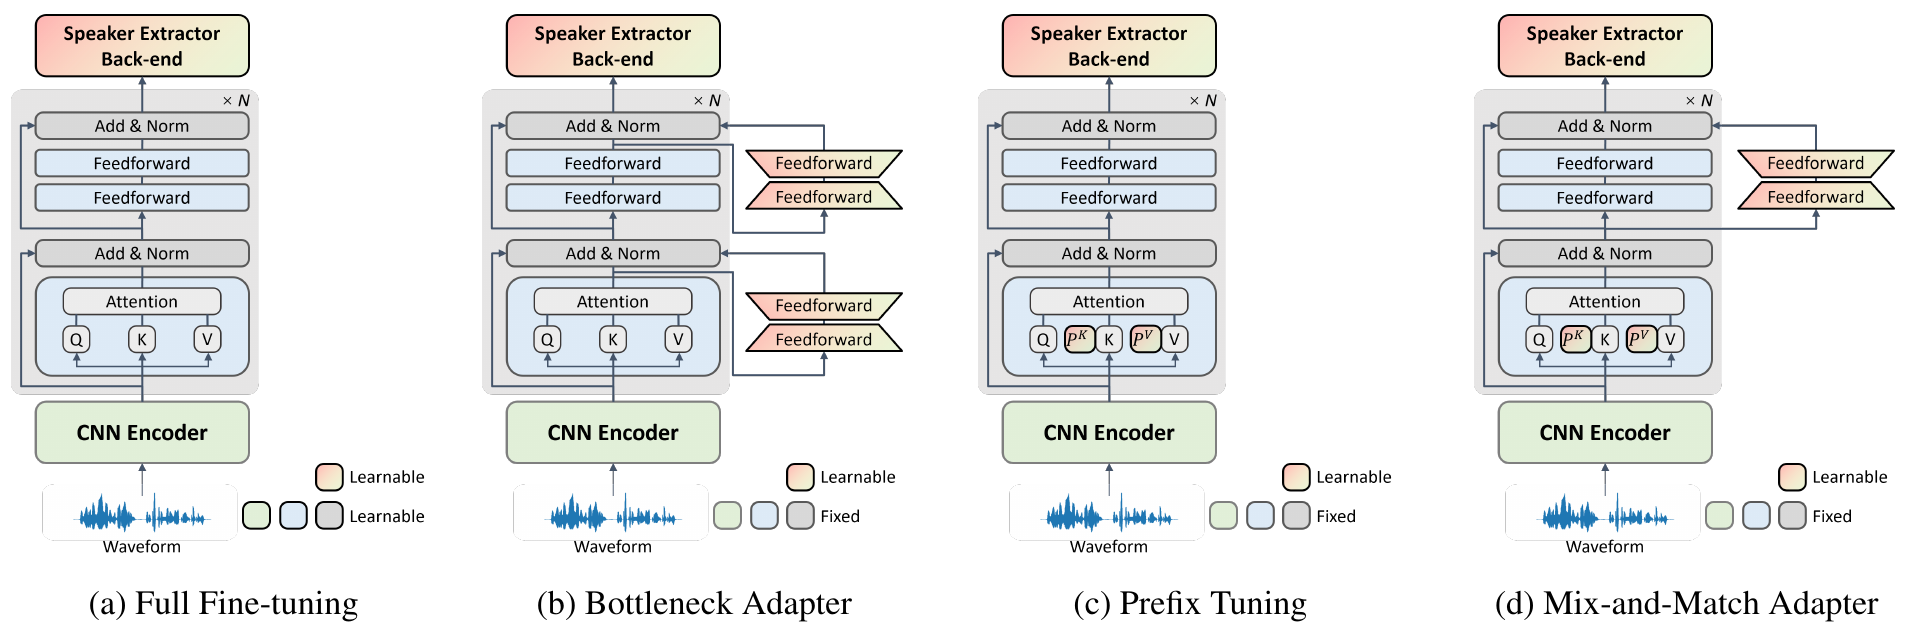 Speaker Extractor
Back-end
× N
Add & Norm
Feedforward
Feedforward
Add & Norm
Attention
Q K V
CNN Encoder
Learnable
Learnable
Waveform
(a) Full Fine-tuning
Speaker Extractor
Back-end
× N
Add & Norm
Feedforward
Feedforward
Feedforward
Feedforward
Add & Norm
Attention
Feedforward
Feedforward
Q K V
CNN Encoder
Learnable
Fixed
Waveform
(b) Bottleneck Adapter
Speaker Extractor
Back-end
× N
Add & Norm
Feedforward
Feedforward
Add & Norm
Attention
Q P^K K P^V V
CNN Encoder
Learnable
Fixed
Waveform
(c) Prefix Tuning
Speaker Extractor
Back-end
× N
Add & Norm
Feedforward
Feedforward
Feedforward
Feedforward
Add & Norm
Attention
Q P^K K P^V V
CNN Encoder
Learnable
Fixed
Waveform
(d) Mix-and-Match Adapter